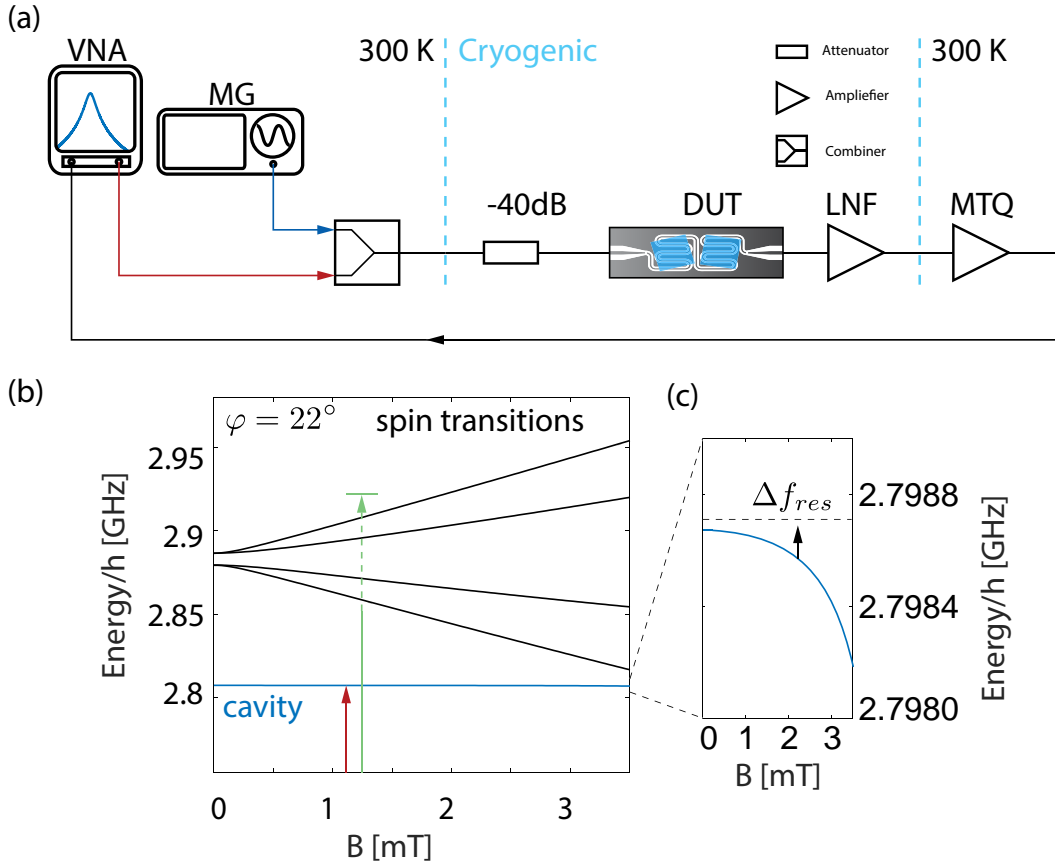 (a)
VNA
MG
300 K
Cryogenic
300 K
Attenuator
Ampliefier
Combiner
-40dB
DUT
LNF
MTQ
(b)
φ = 22°
spin transitions
Energy/h [GHz]
2.95
2.9
2.85
2.8
cavity
0
1
2
3
B [mT]
(c)
Δf_res
2.7988
2.7984
2.7980
Energy/h [GHz]
0
1
2
3
B [mT]